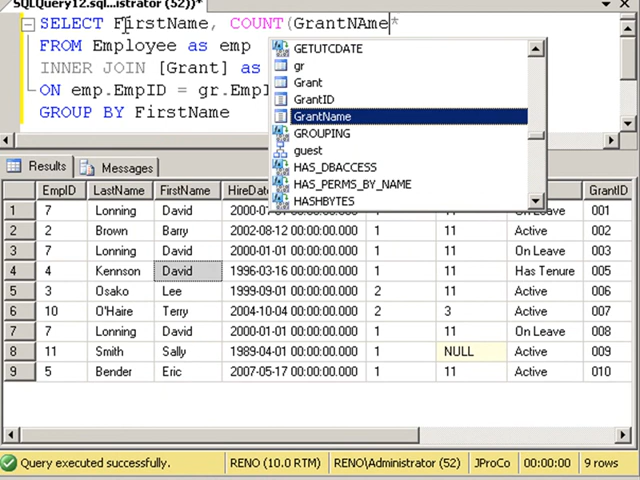 SQLQuery12.sql...istrator (52))*
SELECT FirstName, COUNT(GrantNAme*
FROM Employee as emp
INNER JOIN [Grant] as
ON emp.EmpID = gr.EmpI
GROUP BY FirstName
GETUTCDATE
gr
Grant
GrantID
GrantName
GROUPING
guest
HAS_DBACCESS
HAS_PERMS_BY_NAME
HASHBYTES
Results Messages
EmpID LastName FirstName HireDa GrantID
1 7 Lonning David 2000-01-01 00:00:00.000 1 11 On Leave 001
2 2 Brown Barry 2002-08-12 00:00:00.000 1 11 Active 002
3 7 Lonning David 2000-01-01 00:00:00.000 1 11 On Leave 003
4 4 Kennson David 1996-03-16 00:00:00.000 1 11 Has Tenure 005
5 3 Osako Lee 1999-09-01 00:00:00.000 2 11 Active 006
6 10 O'Haire Terry 2004-10-04 00:00:00.000 2 3 Active 007
7 7 Lonning David 2000-01-01 00:00:00.000 1 11 On Leave 008
8 11 Smith Sally 1989-04-01 00:00:00.000 1 NULL Active 009
9 5 Bender Eric 2007-05-17 00:00:00.000 1 11 Active 010
Query executed successfully. RENO (10.0 RTM) RENO\Administrator (52) JProCo 00:00:00 9 rows